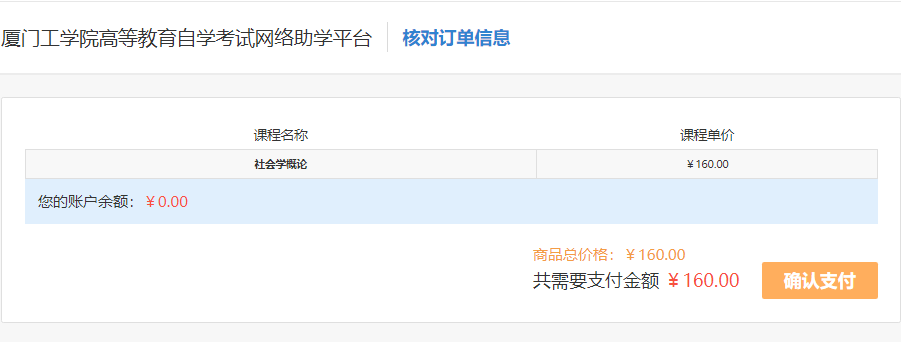 厦门工学院高等教育自学考试网络助学平台 核对订单信息
课程名称 课程单价
社会学概论 ¥160.00
您的账户余额：¥0.00
商品总价格：¥160.00
共需要支付金额 ¥160.00 确认支付